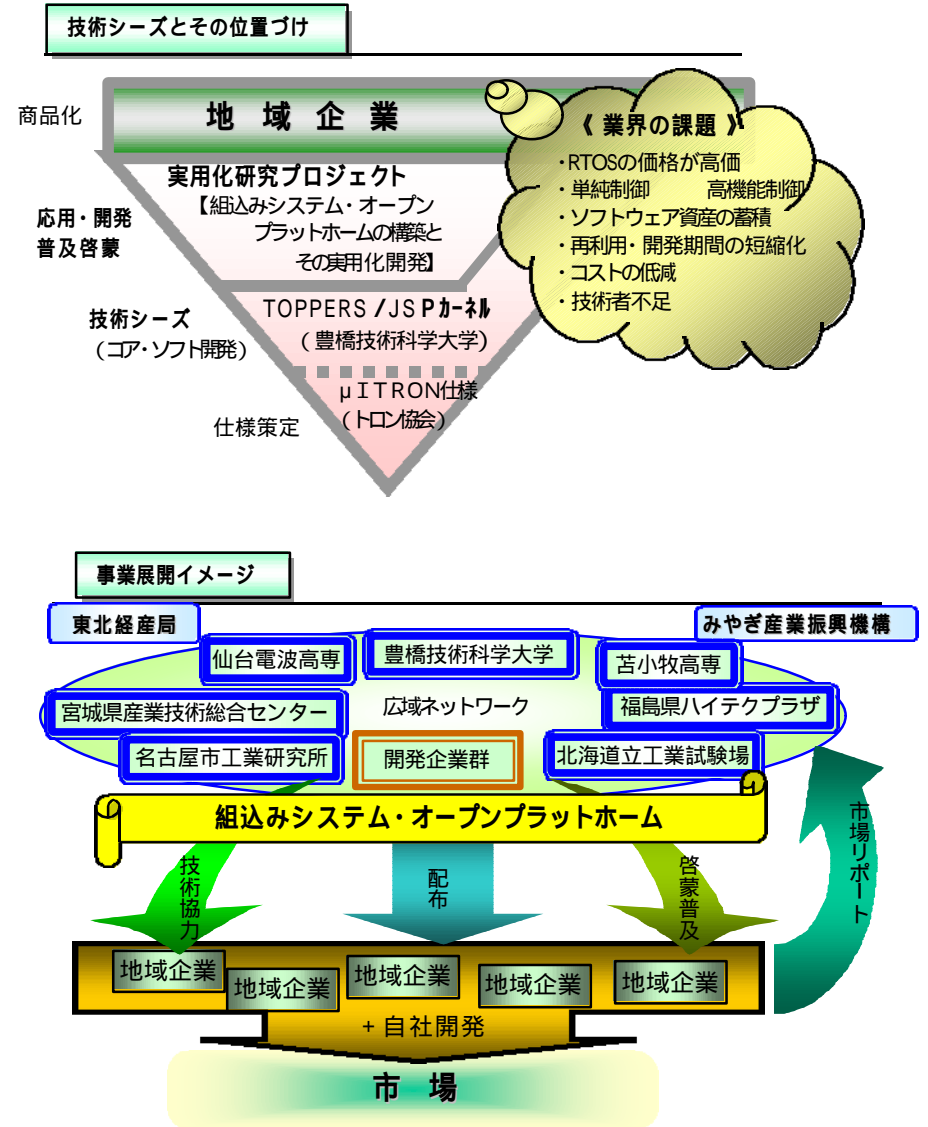 技術シーズとその位置づけ
商品化
地域企業
《 業界の課題 》
・RTOSの価格が高価
・単純制御　　高機能制御
・ソフトウェア資産の蓄積
・再利用・開発期間の短縮化
・コストの低減
・技術者不足
実用化研究プロジェクト
【組込みシステム・オープン
プラットホームの構築と
その実用化開発】
応用・開発
普及啓蒙
技術シーズ
（コア・ソフト開発）
TOPPERS /JSPカーネル
（豊橋技術科学大学）
μITRON仕様
（トロン協会）
仕様策定
事業展開イメージ
東北経産局
みやぎ産業振興機構
仙台電波高専
豊橋技術科学大学
苫小牧高専
宮城県産業技術総合センター
広域ネットワーク
福島県ハイテクプラザ
名古屋市工業研究所
開発企業群
北海道立工業試験場
組込みシステム・オープンプラットホーム
技術協力
配布
啓蒙普及
市場リポート
地域企業
地域企業
地域企業
地域企業
地域企業
+自社開発
市場